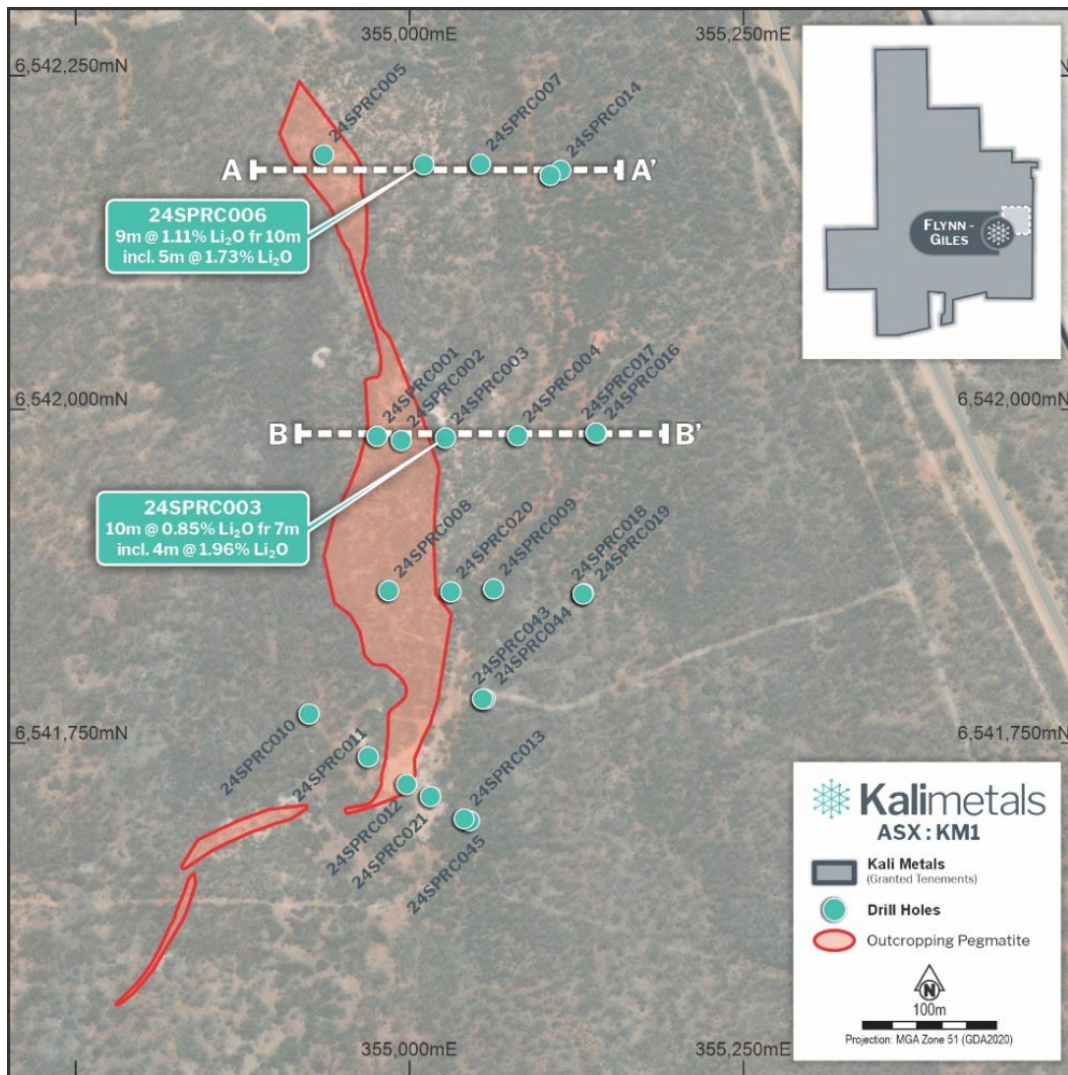 355,000mE
355,250mE
6,542,250mN
24SPRC005
24SPRC007
24SPRC014
A
A'
24SPRC006
9m @ 1.11% Li₂O fr 10m
incl. 5m @ 1.73% Li₂O
FLYNN -
GILES
24SPRC001
24SPRC002
24SPRC003
24SPRC004
24SPRC017
24SPRC016
6,542,000mN
6,542,000mN
B
B'
24SPRC003
10m @ 0.85% Li₂O fr 7m
incl. 4m @ 1.96% Li₂O
24SPRC008
24SPRC020
24SPRC009
24SPRC018
24SPRC019
24SPRC043
24SPRC044
6,541,750mN
6,541,750mN
24SPRC010
24SPRC011
24SPRC012
24SPRC021
24SPRC013
24SPRC045
Kalimetals
ASX : KM1
Kali Metals
(Granted Tenements)
Drill Holes
Outcropping Pegmatite
N
100m
Projection: MGA Zone 51 (GDA2020)
355,000mE
355,250mE